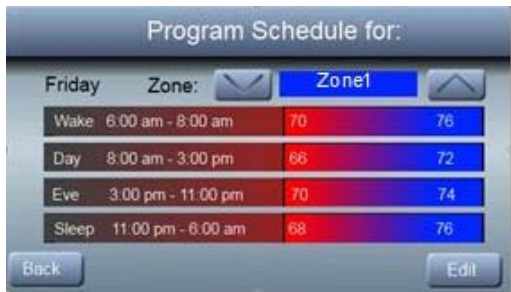 Program Schedule for:
Friday Zone: Zone1
Wake 6:00 am - 8:00 am 70 76
Day 8:00 am - 3:00 pm 66 72
Eve 3:00 pm - 11:00 pm 70 74
Sleep 11:00 pm - 6:00 am 68 76
Back Edit